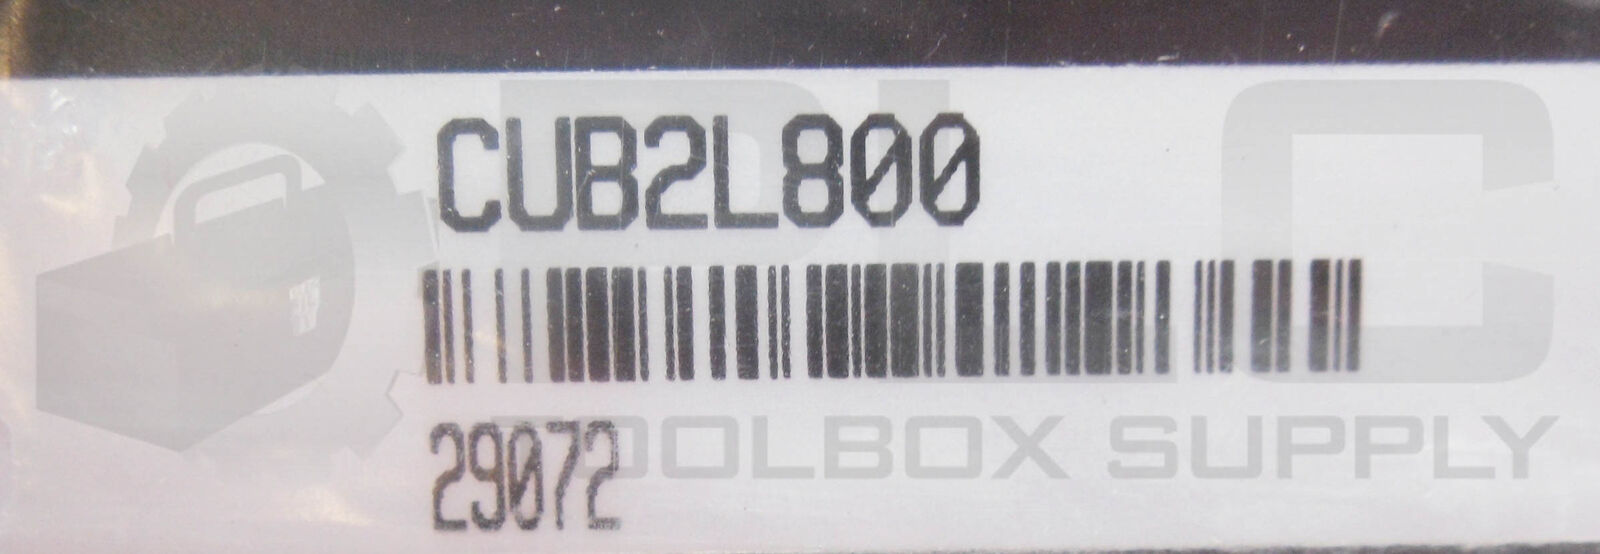 CUB2L800
29072
PLC
TOOLBOX SUPPLY